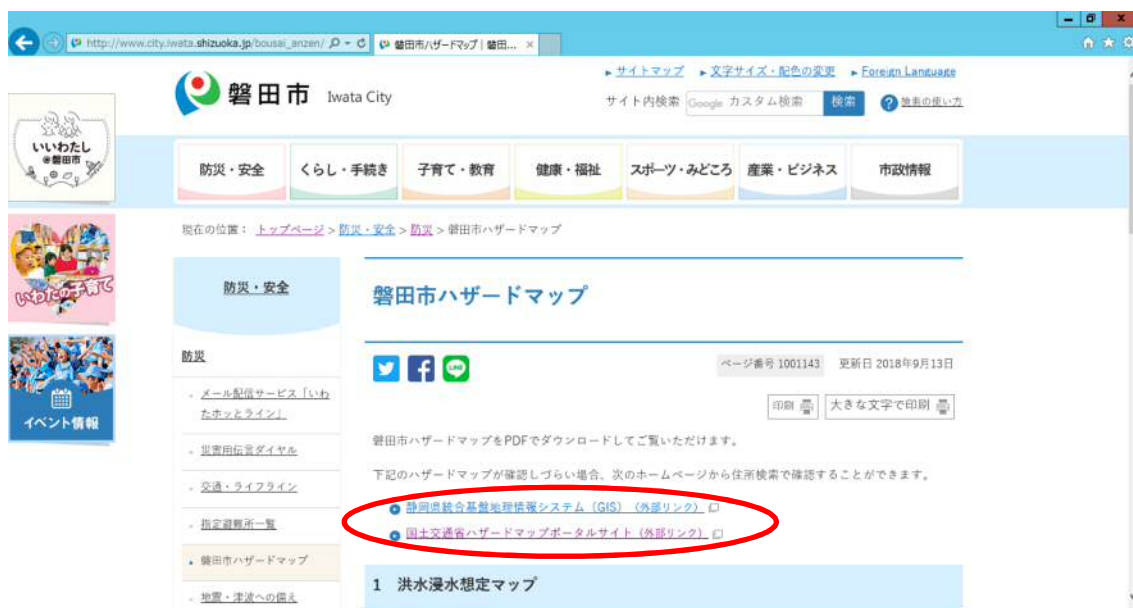 http://www.city.iwata.shizuoka.jp/bousai_anzen/
磐田市ハザードマップ | 磐田...
サイトマップ
文字サイズ・配色の変更
Foreign Language
磐田市 Iwata City
サイト内検索 Google カスタム検索 検索 検索の使い方
いいわたし
@磐田市
防災・安全 くらし・手続き 子育て・教育 健康・福祉 スポーツ・みどころ 産業・ビジネス 市政情報
現在の位置： トップページ > 防災・安全 > 防災 > 磐田市ハザードマップ
いわたの子育て
防災・安全
磐田市ハザードマップ
防災
ページ番号 1001143 更新日 2018年9月13日
メール配信サービス「いわ
たホッとライン」
LINE
印刷 大きな文字で印刷
イベント情報
磐田市ハザードマップをPDFでダウンロードしてご覧いただけます。
災害用伝言ダイヤル
下記のハザードマップが確認しづらい場合、次のホームページから住所検索で確認することができます。
交通・ライフライン
静岡県統合基盤地理情報システム（GIS）（外部リンク）
指定避難所一覧
国土交通省ハザードマップポータルサイト（外部リンク）
磐田市ハザードマップ
1 洪水浸水想定マップ
地震・津波への備え